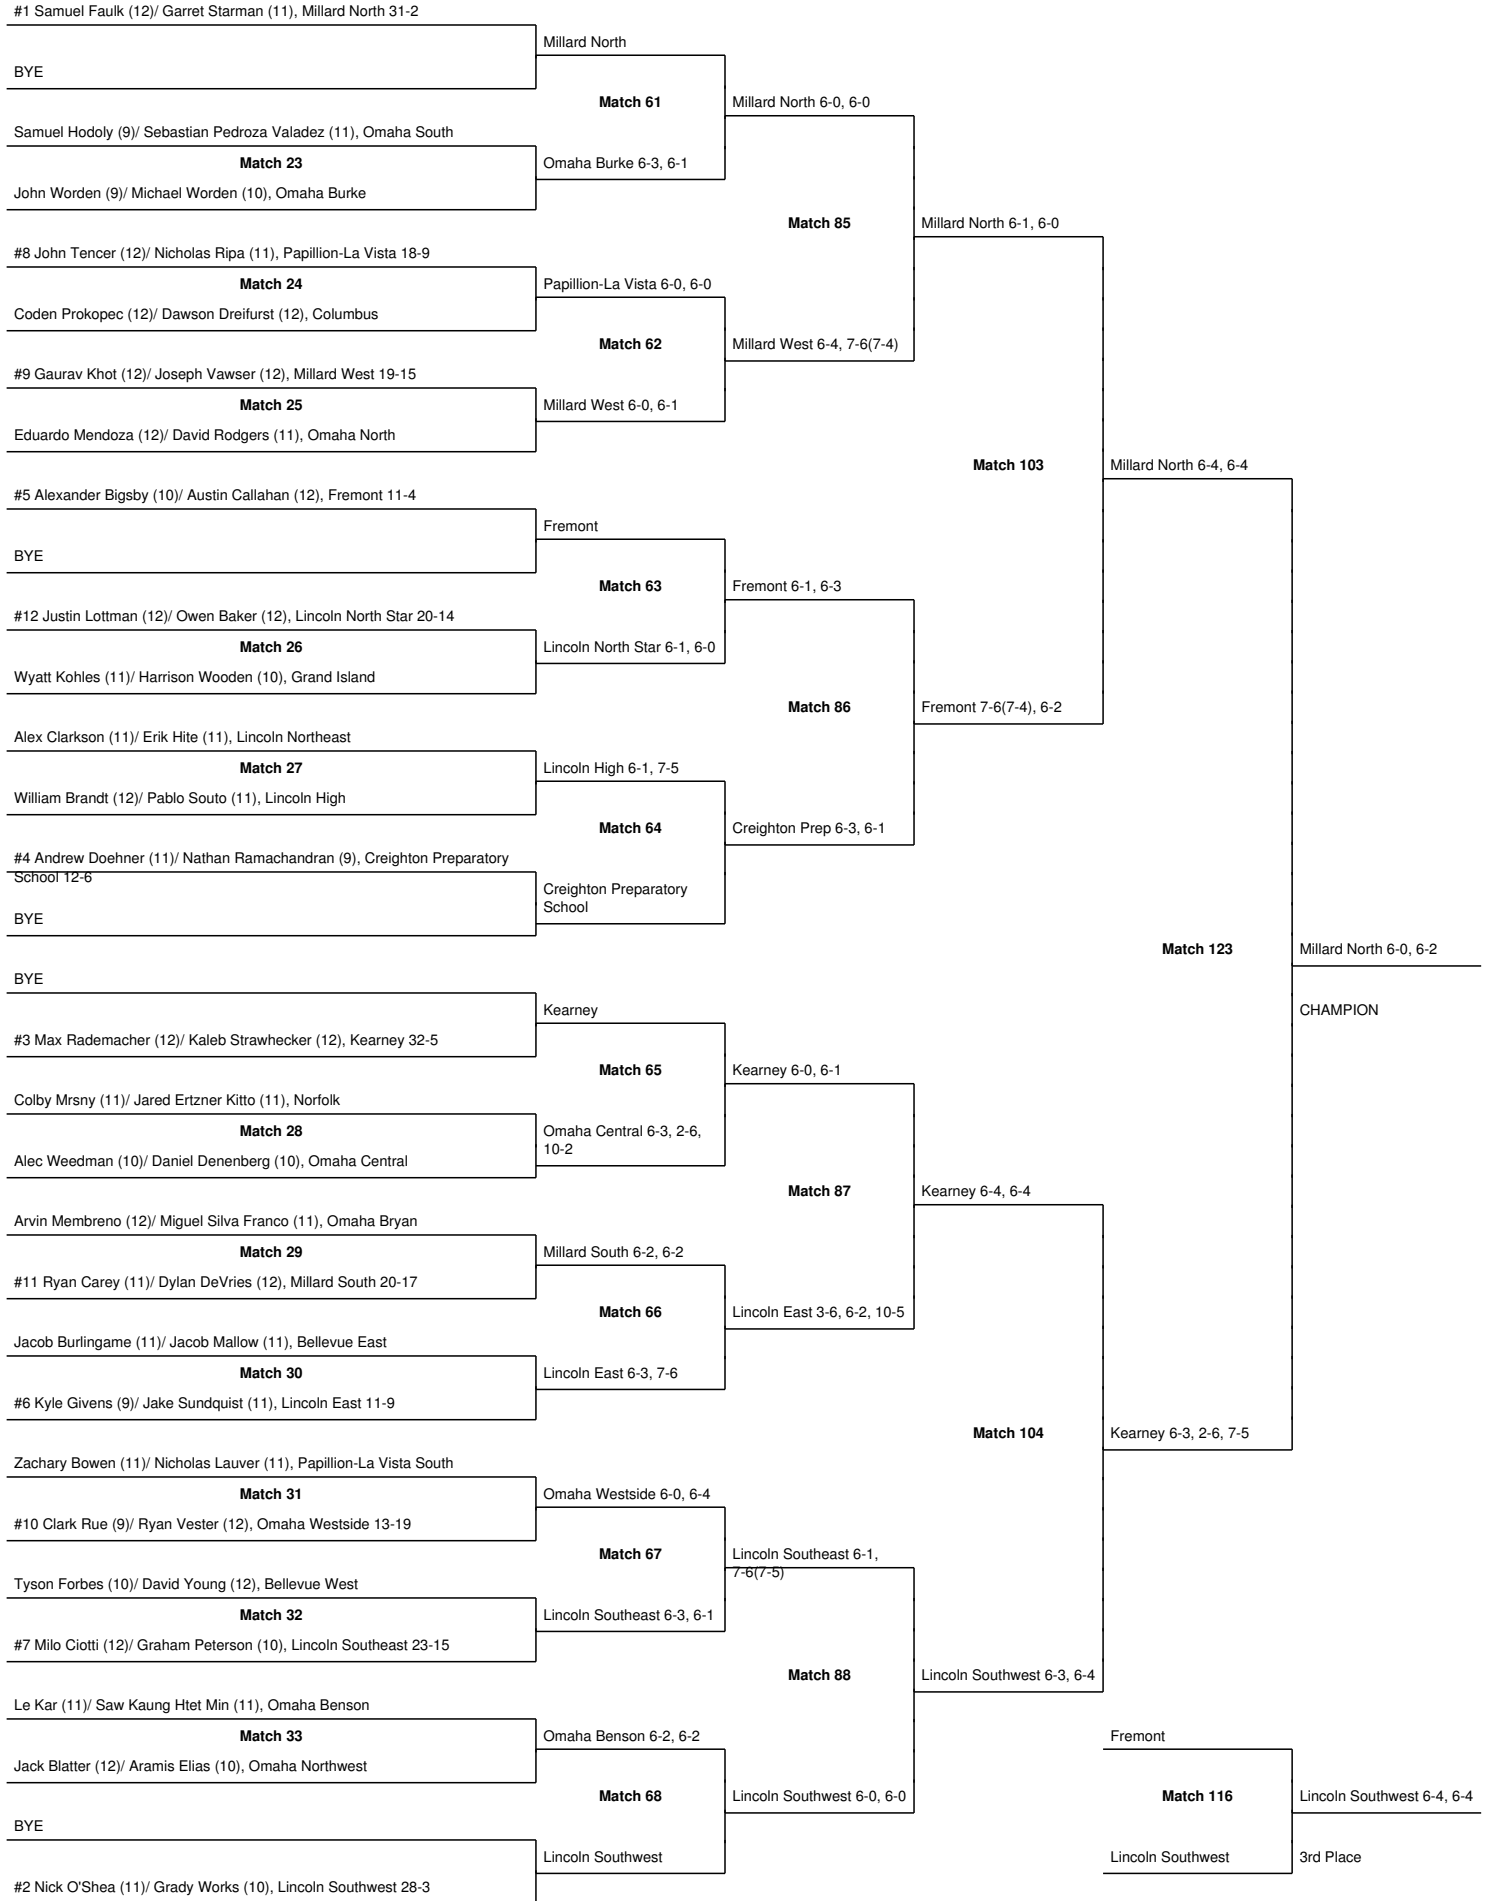 #1 Samuel Faulk (12)/ Garret Starman (11), Millard North 31-2
Millard North
BYE
Match 61
Millard North 6-0, 6-0
Samuel Hodoly (9)/ Sebastian Pedroza Valadez (11), Omaha South
Match 23
Omaha Burke 6-3, 6-1
John Worden (9)/ Michael Worden (10), Omaha Burke
Match 85
Millard North 6-1, 6-0
#8 John Tencer (12)/ Nicholas Ripa (11), Papillion-La Vista 18-9
Match 24
Papillion-La Vista 6-0, 6-0
Coden Prokopec (12)/ Dawson Dreifurst (12), Columbus
Match 62
Millard West 6-4, 7-6(7-4)
#9 Gaurav Khot (12)/ Joseph Vawser (12), Millard West 19-15
Match 25
Millard West 6-0, 6-1
Eduardo Mendoza (12)/ David Rodgers (11), Omaha North
Match 103
Millard North 6-4, 6-4
#5 Alexander Bigsby (10)/ Austin Callahan (12), Fremont 11-4
Fremont
BYE
Match 63
Fremont 6-1, 6-3
#12 Justin Lottman (12)/ Owen Baker (12), Lincoln North Star 20-14
Match 26
Lincoln North Star 6-1, 6-0
Wyatt Kohles (11)/ Harrison Wooden (10), Grand Island
Match 86
Fremont 7-6(7-4), 6-2
Alex Clarkson (11)/ Erik Hite (11), Lincoln Northeast
Match 27
Lincoln High 6-1, 7-5
William Brandt (12)/ Pablo Souto (11), Lincoln High
Match 64
Creighton Prep 6-3, 6-1
#4 Andrew Doehner (11)/ Nathan Ramachandran (9), Creighton Preparatory
School 12-6
Creighton Preparatory
School
BYE
Match 123
Millard North 6-0, 6-2
BYE
Kearney
CHAMPION
#3 Max Rademacher (12)/ Kaleb Strawhecker (12), Kearney 32-5
Match 65
Kearney 6-0, 6-1
Colby Mrsny (11)/ Jared Ertzner Kitto (11), Norfolk
Match 28
Omaha Central 6-3, 2-6,
10-2
Alec Weedman (10)/ Daniel Denenberg (10), Omaha Central
Match 87
Kearney 6-4, 6-4
Arvin Membreno (12)/ Miguel Silva Franco (11), Omaha Bryan
Match 29
Millard South 6-2, 6-2
#11 Ryan Carey (11)/ Dylan DeVries (12), Millard South 20-17
Match 66
Lincoln East 3-6, 6-2, 10-5
Jacob Burlingame (11)/ Jacob Mallow (11), Bellevue East
Match 30
Lincoln East 6-3, 7-6
#6 Kyle Givens (9)/ Jake Sundquist (11), Lincoln East 11-9
Match 104
Kearney 6-3, 2-6, 7-5
Zachary Bowen (11)/ Nicholas Lauver (11), Papillion-La Vista South
Match 31
Omaha Westside 6-0, 6-4
#10 Clark Rue (9)/ Ryan Vester (12), Omaha Westside 13-19
Match 67
Lincoln Southeast 6-1,
7-6(7-5)
Tyson Forbes (10)/ David Young (12), Bellevue West
Match 32
Lincoln Southeast 6-3, 6-1
#7 Milo Ciotti (12)/ Graham Peterson (10), Lincoln Southeast 23-15
Match 88
Lincoln Southwest 6-3, 6-4
Le Kar (11)/ Saw Kaung Htet Min (11), Omaha Benson
Match 33
Omaha Benson 6-2, 6-2
Fremont
Jack Blatter (12)/ Aramis Elias (10), Omaha Northwest
Match 68
Lincoln Southwest 6-0, 6-0
Match 116
Lincoln Southwest 6-4, 6-4
BYE
Lincoln Southwest
Lincoln Southwest
3rd Place
#2 Nick O'Shea (11)/ Grady Works (10), Lincoln Southwest 28-3